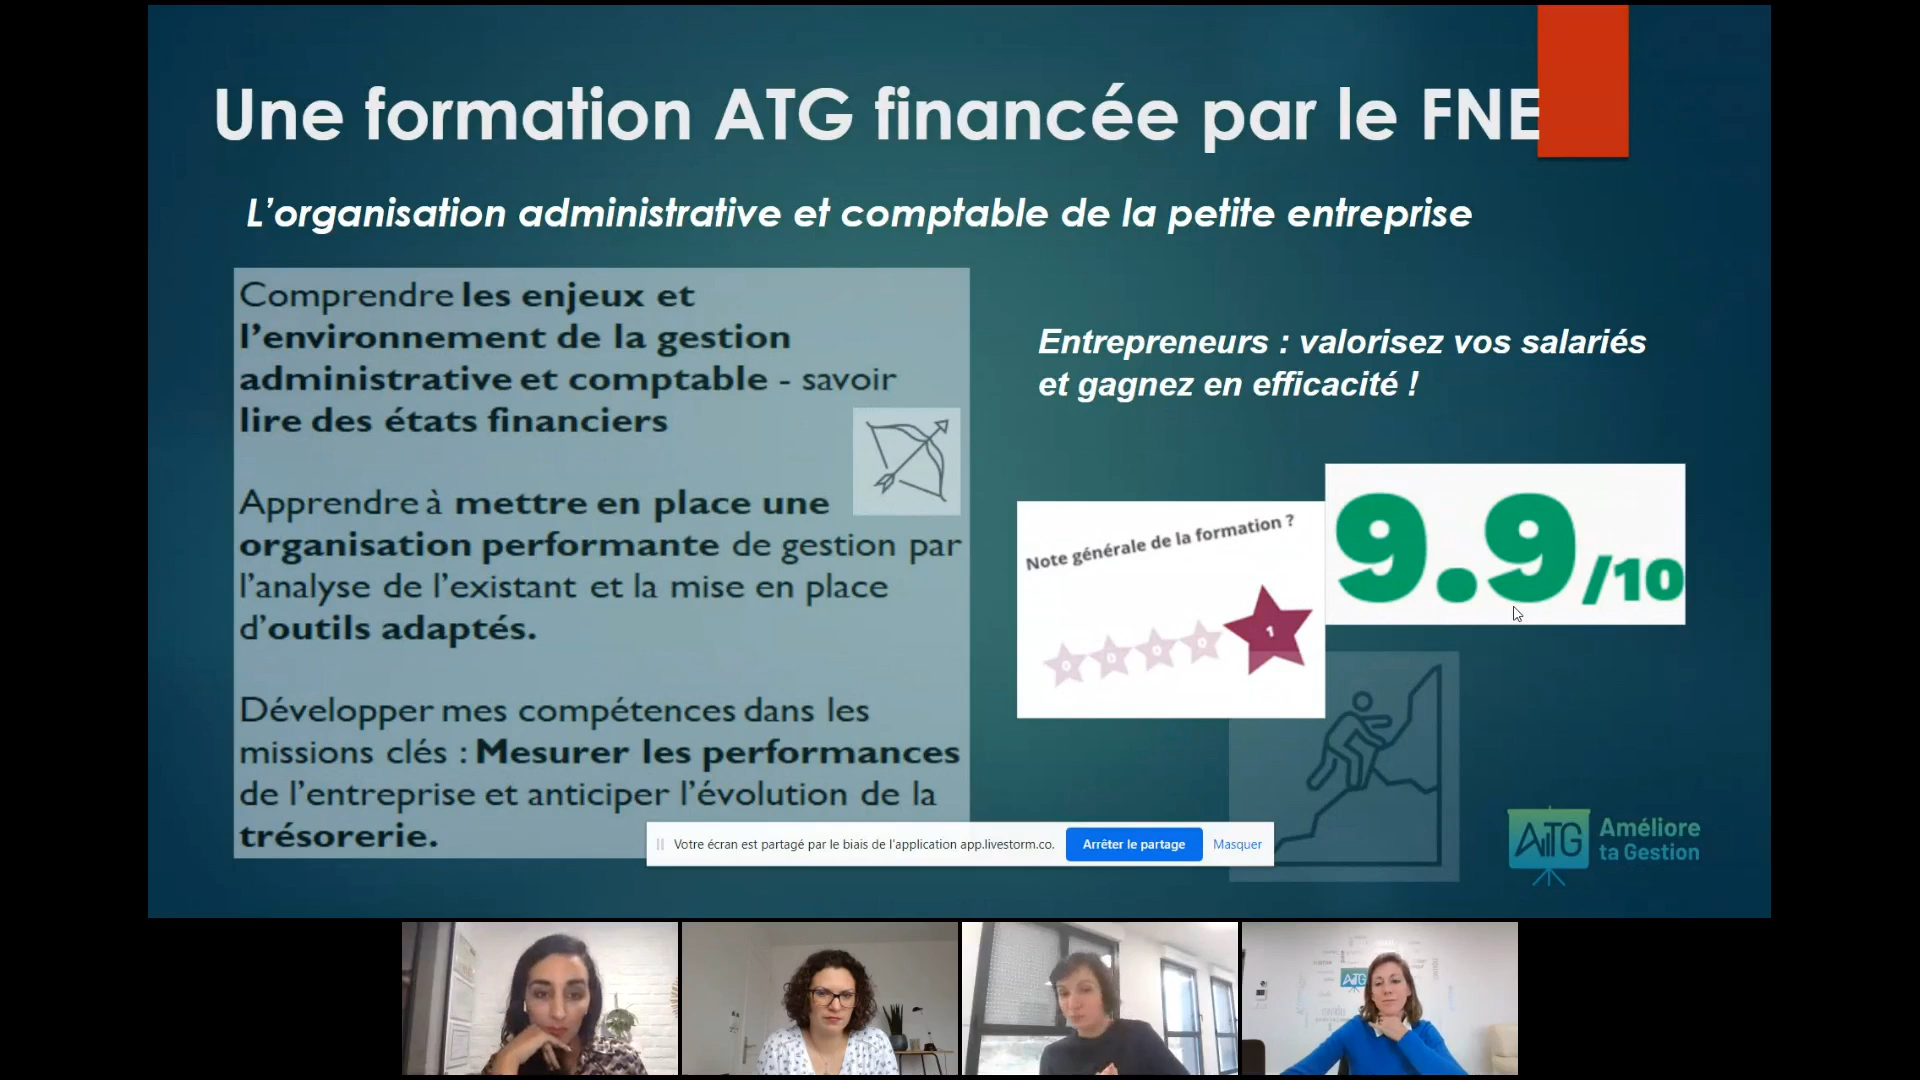 Une formation ATG financée par le FNE
L'organisation administrative et comptable de la petite entreprise
Comprendre les enjeux et
l'environnement de la gestion
administrative et comptable - savoir
lire des états financiers
Apprendre à mettre en place une
organisation performante de gestion par
l'analyse de l'existant et la mise en place
d'outils adaptés.
Développer mes compétences dans les
missions clés : Mesurer les performances
de l'entreprise et anticiper l'évolution de la
trésorerie.
Entrepreneurs : valorisez vos salariés
et gagnez en efficacité !
Note générale de la formation ?
0 0 0 0 1
9.9/10
Votre écran est partagé par le biais de l'application app.livestorm.co.
Arrêter le partage
Masquer
ATG
Améliore
ta Gestion
ATG